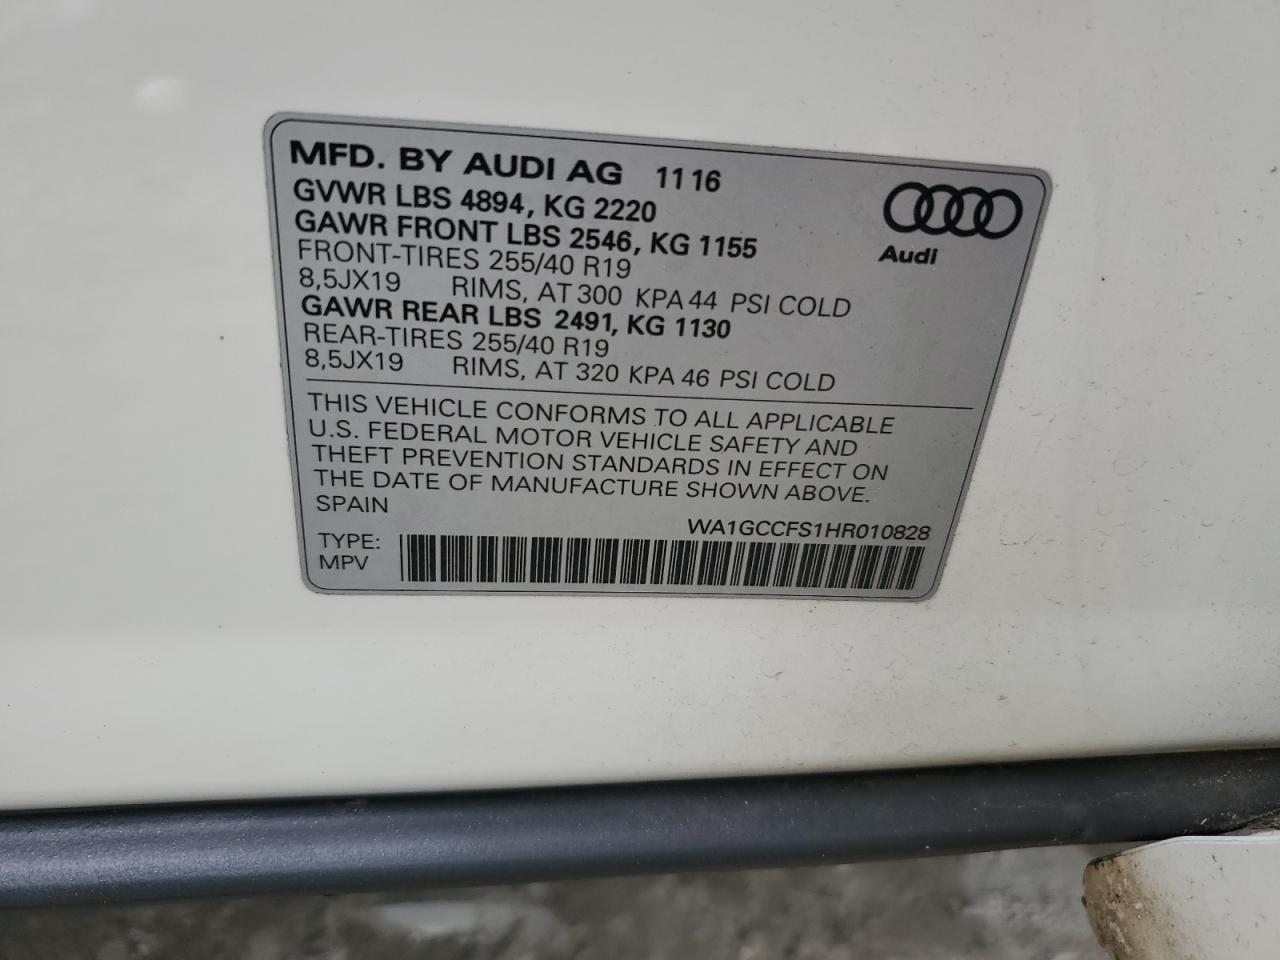 MFD. BY AUDI AG 11 16
GVWR LBS 4894, KG 2220
GAWR FRONT LBS 2546, KG 1155
FRONT-TIRES 255/40 R19
8,5JX19 RIMS, AT 300 KPA 44 PSI COLD
GAWR REAR LBS 2491, KG 1130
REAR-TIRES 255/40 R19
8,5JX19 RIMS, AT 320 KPA 46 PSI COLD
Audi
THIS VEHICLE CONFORMS TO ALL APPLICABLE
U.S. FEDERAL MOTOR VEHICLE SAFETY AND
THEFT PREVENTION STANDARDS IN EFFECT ON
THE DATE OF MANUFACTURE SHOWN ABOVE.
SPAIN
WA1GCCFS1HR010828
TYPE:
MPV